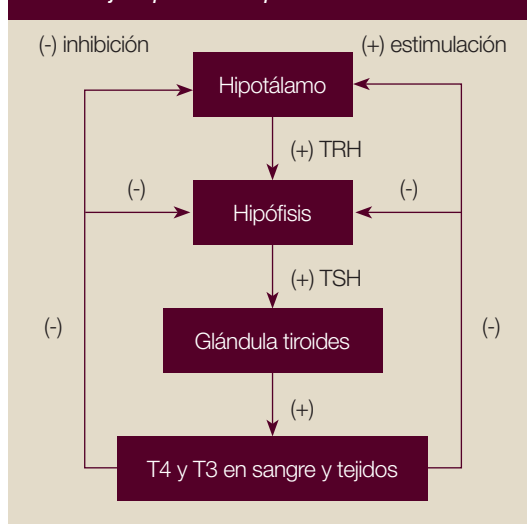 (-) inhibición (+) estimulación
Hipotálamo
(+) TRH
(-) (-)
Hipófisis
(+) TSH
(-) (-)
Glándula tiroides
(+)
T4 y T3 en sangre y tejidos